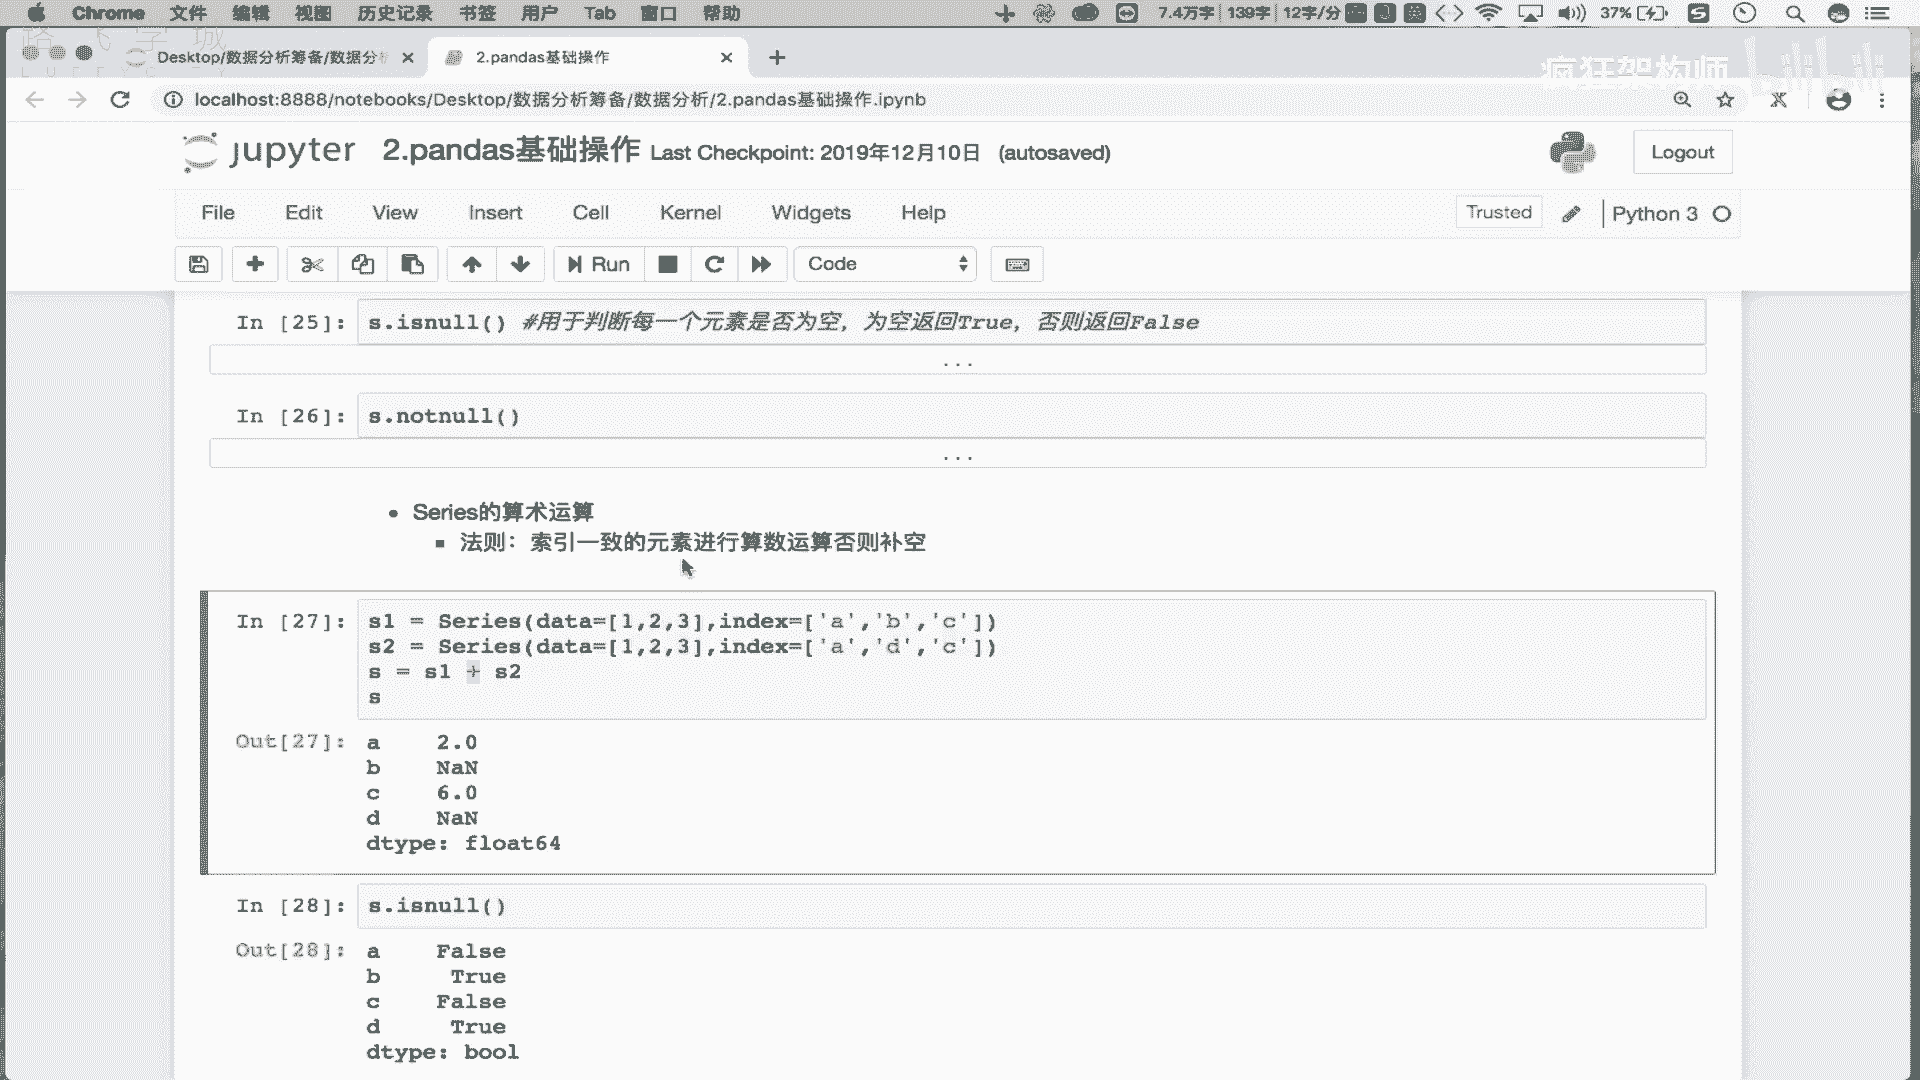 Chrome 文件 编辑 视图 历史记录 书签 用户 Tab 窗口 帮助 7.4万字 139字 12字/分 37%
Desktop/数据分析筹备/数据分析 2.pandas基础操作
疯狂架构师 bilibili
localhost:8888/notebooks/Desktop/数据分析筹备/数据分析/2.pandas基础操作.ipynb
jupyter 2.pandas基础操作 Last Checkpoint: 2019年12月10日 (autosaved) Logout
File Edit View Insert Cell Kernel Widgets Help Trusted Python 3
Run Code
In [25]: s.isnull() #用于判断每一个元素是否为空，为空返回True，否则返回False
...
In [26]: s.notnull()
...
Series的算术运算
法则：索引一致的元素进行算数运算否则补空
In [27]: s1 = Series(data=[1,2,3],index=['a','b','c'])
s2 = Series(data=[1,2,3],index=['a','d','c'])
s = s1 + s2
s
Out[27]: a 2.0
b NaN
c 6.0
d NaN
dtype: float64
In [28]: s.isnull()
Out[28]: a False
b True
c False
d True
dtype: bool